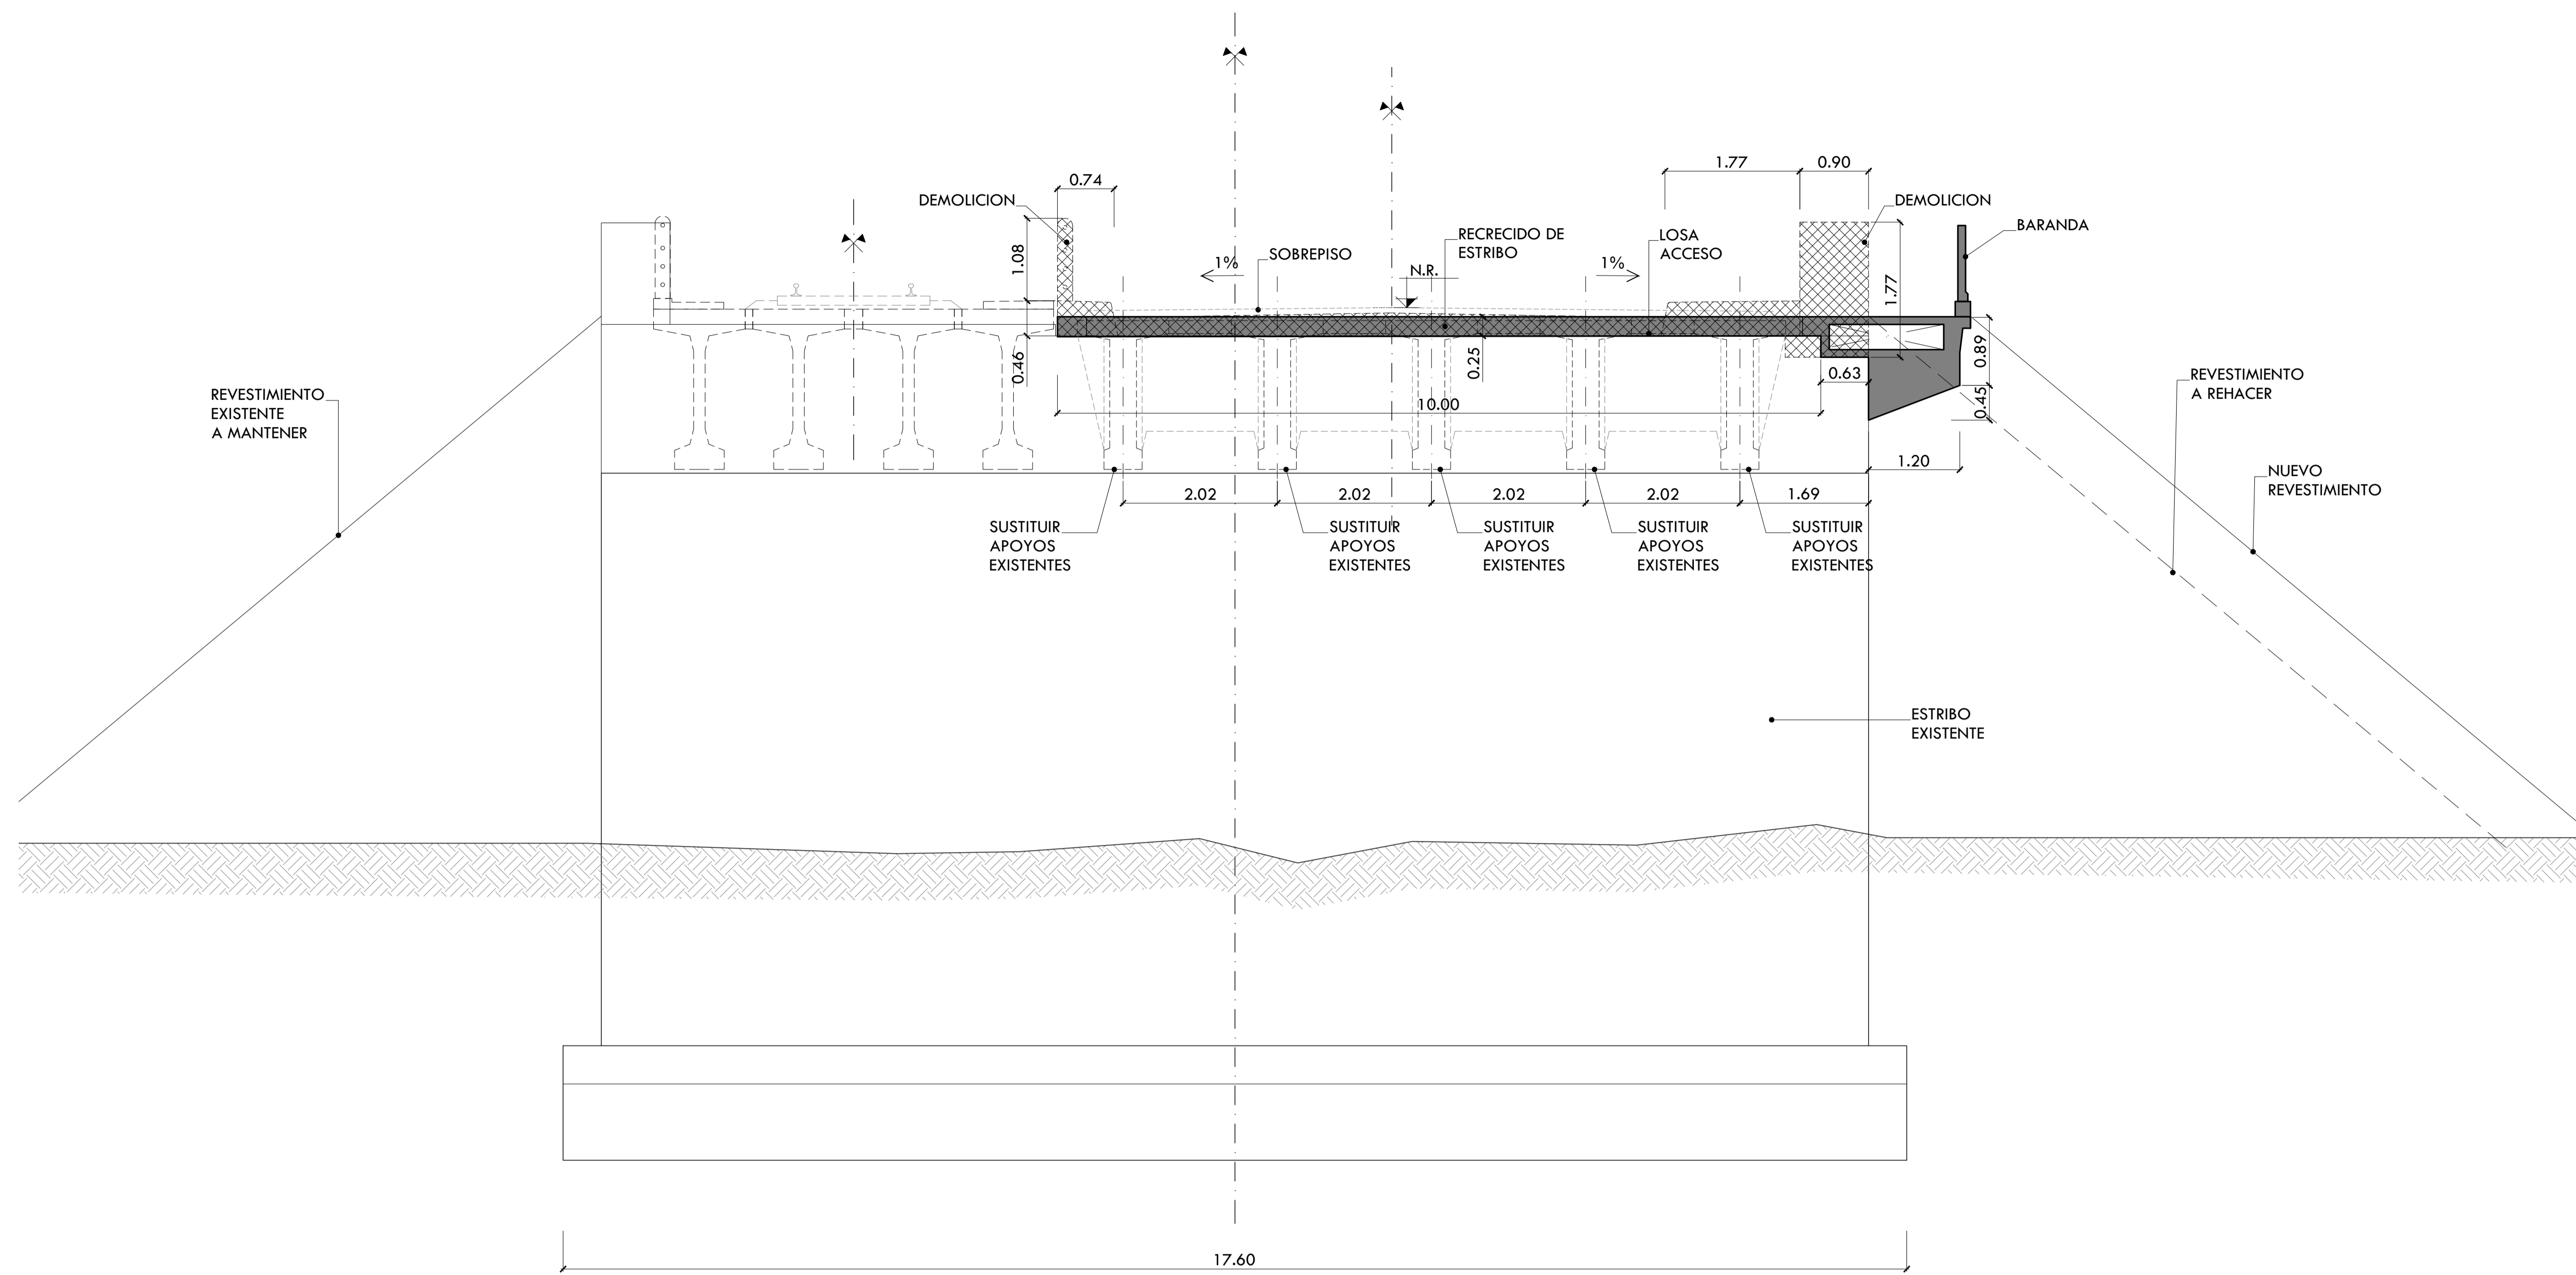 1.77
0.90
0.74
DEMOLICION
DEMOLICION
BARANDA
1.08
SOBREPISO
1%
N.R.
RECRECIDO DE
ESTRIBO
1%
LOSA
ACCESO
1.77
0.46
0.25
0.63
0.89
0.45
10.00
1.20
REVESTIMIENTO
EXISTENTE
A MANTENER
REVESTIMIENTO
A REHACER
NUEVO
REVESTIMIENTO
2.02
2.02
2.02
2.02
1.69
SUSTITUIR
APOYOS
EXISTENTES
SUSTITUIR
APOYOS
EXISTENTES
SUSTITUIR
APOYOS
EXISTENTES
SUSTITUIR
APOYOS
EXISTENTES
SUSTITUIR
APOYOS
EXISTENTES
ESTRIBO
EXISTENTE
17.60